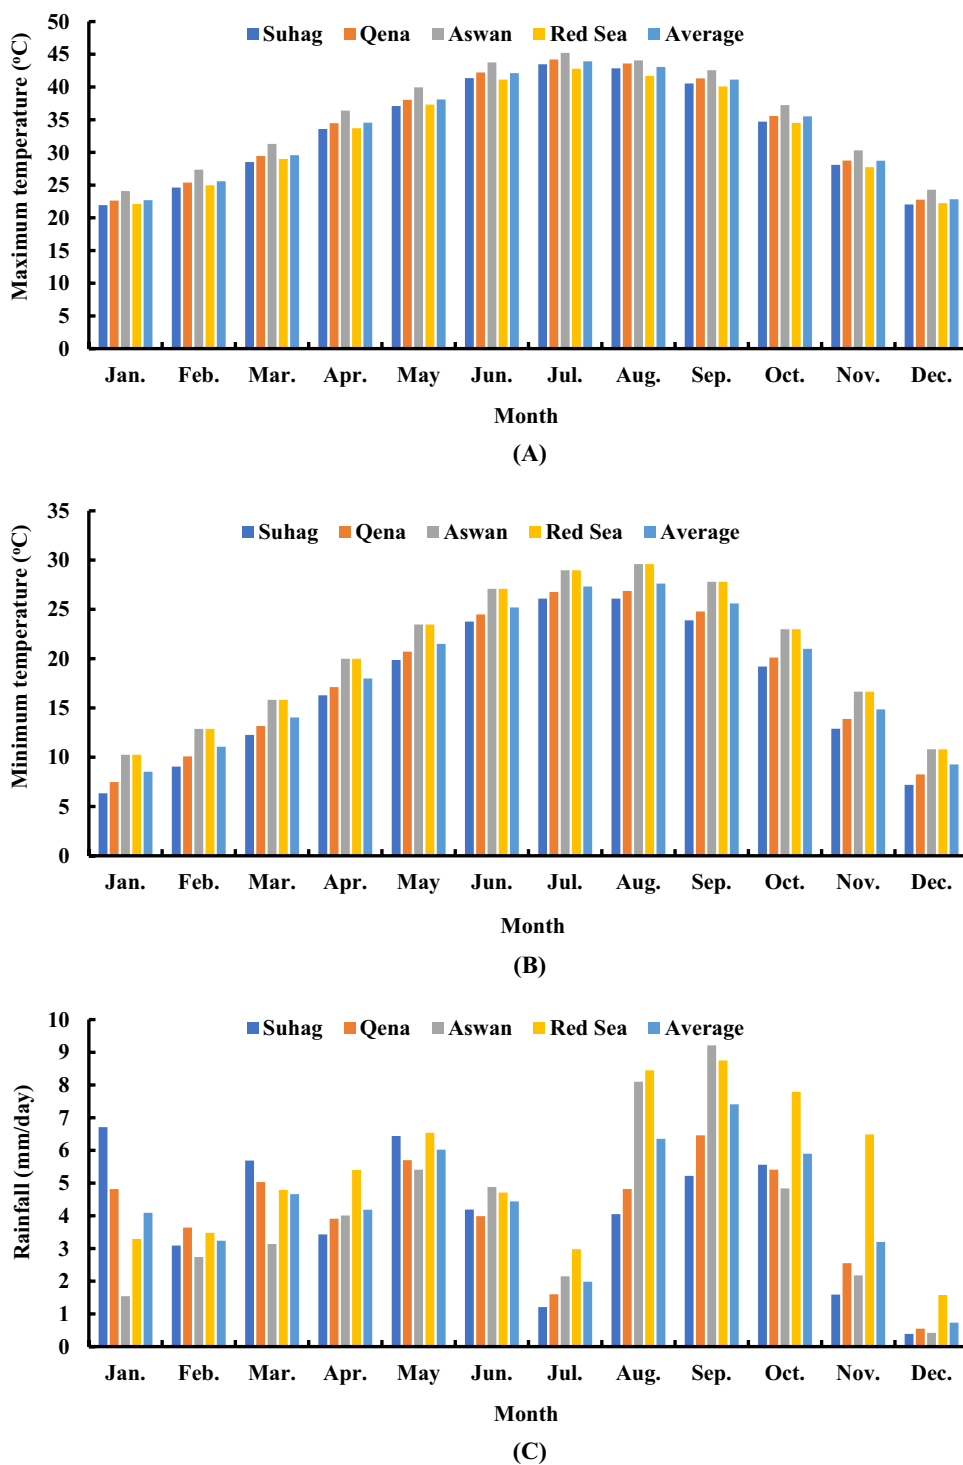 Maximum temperature (ºC)
50
45
40
35
30
25
20
15
10
5
0
Suhag Qena Aswan Red Sea Average
Jan. Feb. Mar. Apr. May Jun. Jul. Aug. Sep. Oct. Nov. Dec.
Month
(A)
Minimum temperature (ºC)
35
30
25
20
15
10
5
0
Suhag Qena Aswan Red Sea Average
Jan. Feb. Mar. Apr. May Jun. Jul. Aug. Sep. Oct. Nov. Dec.
Month
(B)
Rainfall (mm/day)
10
9
8
7
6
5
4
3
2
1
0
Suhag Qena Aswan Red Sea Average
Jan. Feb. Mar. Apr. May Jun. Jul. Aug. Sep. Oct. Nov. Dec.
Month
(C)